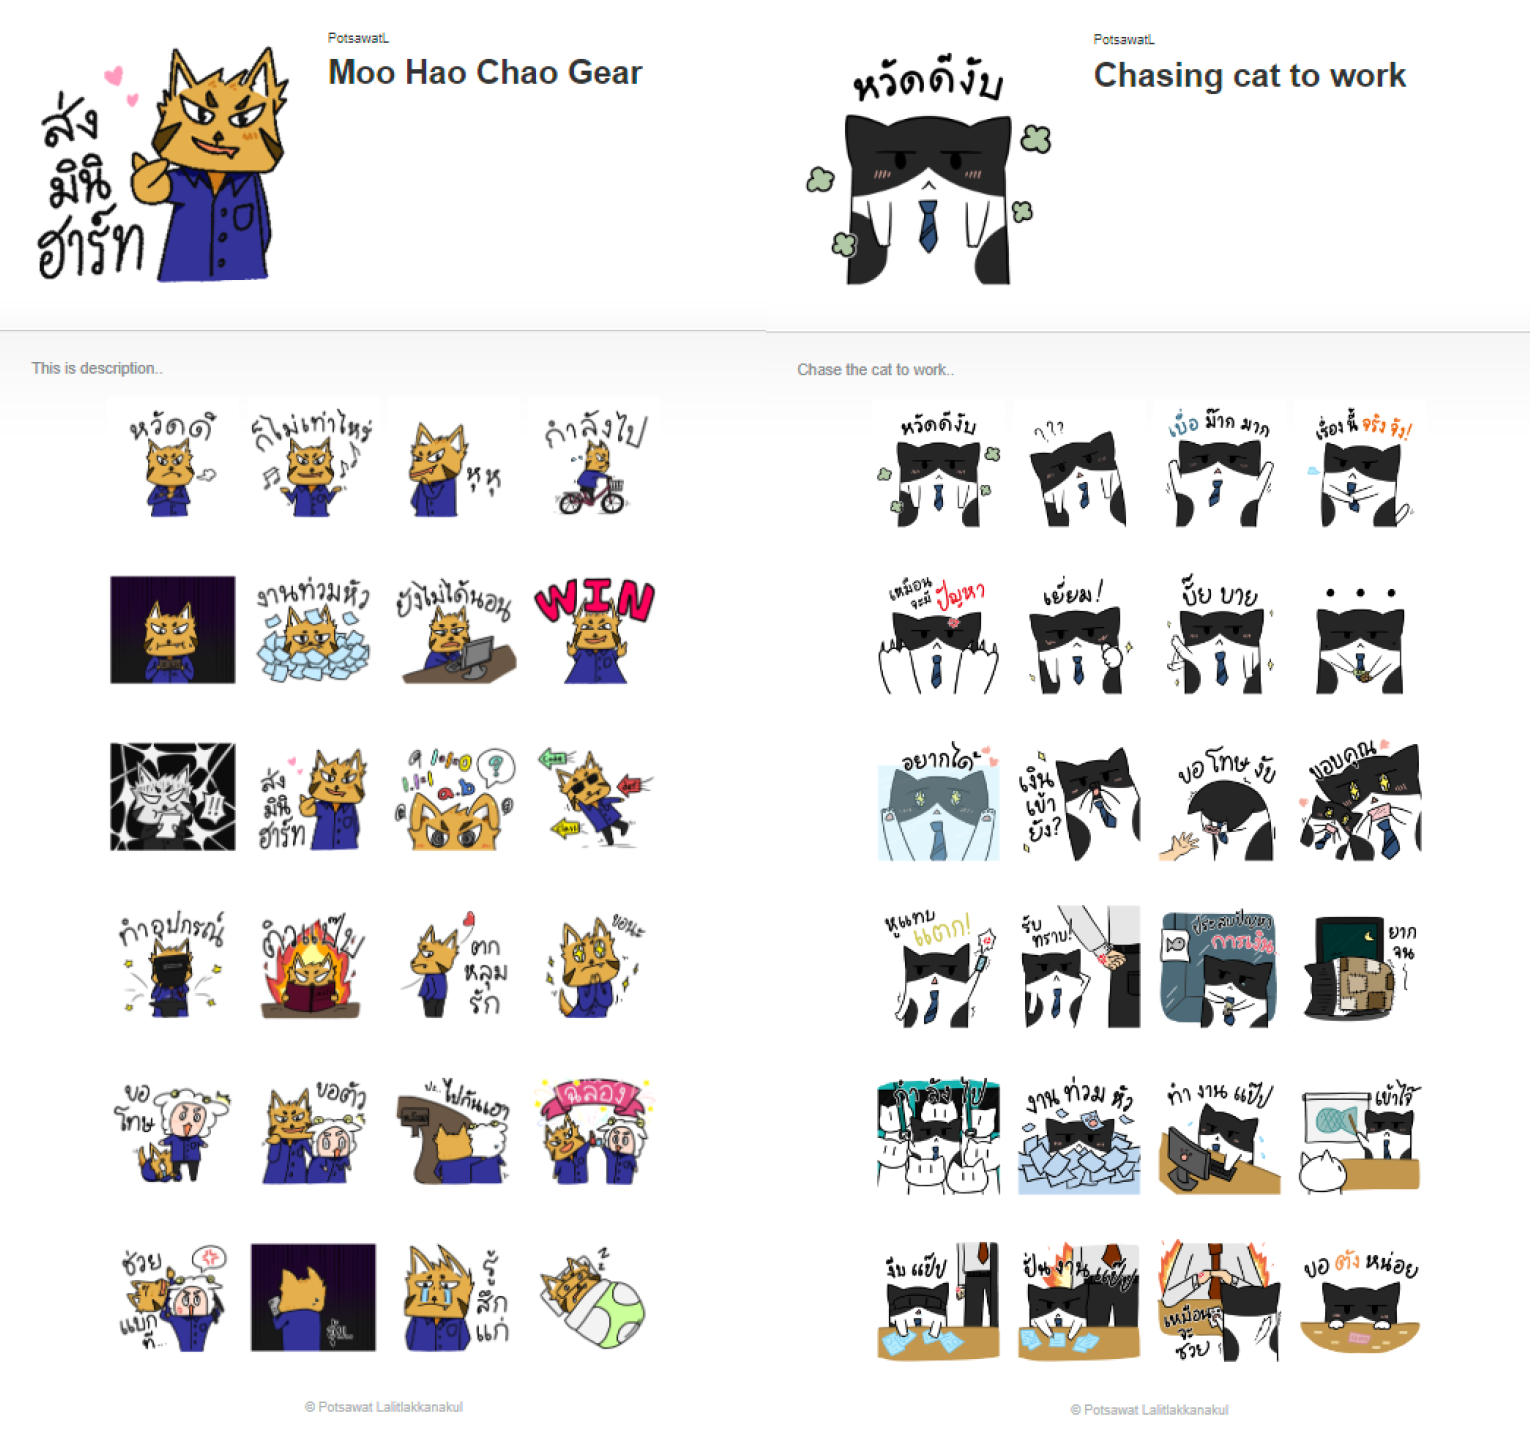 PotsawatL
Moo Hao Chao Gear
ส่ง
มินิ
ฮาร์ท
This is description..
หวัดดี
ก็ไม่เท่าไหร่
หุหุ
กำลังไป
งานท่วมหัว
ยังไม่ได้นอน
WIN
!!
ส่ง
มินิ
ฮาร์ท
?
ทำอุปกรณ์
ติวแป๊ป
ตก
หลุม
รัก
ขอนะ
ขอ
โทษ
ขอตัว
ปะ..ไปกันเฮา
ฉลอง
ช่วย
แบก
ที...
รู้
สึก
แก่
z
z
z
© Potsawat Lalitlakkanakul
PotsawatL
Chasing cat to work
หวัดดีงับ
Chase the cat to work..
หวัดดีงับ
???
เบื่อ ม๊าก มาก
เรื่องนี้ จริง จัง!
เหมือน
จะมี ปัญหา
เยี่ยม!
บั๊ย บาย
• • •
อยากได้
เงิน
เข้า
ยัง?
ขอ โทษ งับ
ขอบคุณ
หูแทบ
แตก!
รับ
ทราบ!
ประสบปัญหา
การเงิน
ยาก
จน
กำ ลัง ไป
งาน ท่วม หัว
ทำ งาน แป๊ป
เข้าใจ๊
งีบ แป๊ป
ปั่น งาน แป๊ป
เหมือน
จะ
ซวย
ขอ ตัง หน่อย
© Potsawat Lalitlakkanakul